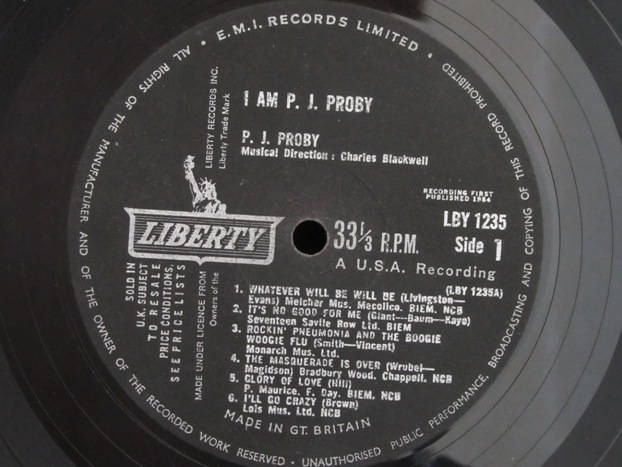 E.M.I. RECORDS LIMITED • ALL RIGHTS OF THE MANUFACTURER AND OF THE OWNER OF THE RECORDED WORK RESERVED • UNAUTHORISED PUBLIC PERFORMANCE, BROADCASTING AND COPYING OF THIS RECORD PROHIBITED •
I AM P. J. PROBY
P. J. PROBY
Musical Direction : Charles Blackwell
LIBERTY RECORDS INC.
Liberty Trade Mark
LIBERTY
RECORDING FIRST
PUBLISHED 1964
LBY 1235
33⅓ R.P.M.
Side 1
A U.S.A. Recording
(LBY 1235A)
SOLD IN
U.K. SUBJECT
TO RESALE
PRICE CONDITIONS,
SEE PRICE LISTS
MADE UNDER LICENCE FROM
Owners of the
1. WHATEVER WILL BE WILL BE (Livingston—
Evans) Melcher Mus. Mecolico. BIEM. NCB
2. IT'S NO GOOD FOR ME (Giant—Baum—Kaye)
Seventeen Savile Row Ltd. BIEM
3. ROCKIN' PNEUMONIA AND THE BOOGIE
WOOGIE FLU (Smith—Vincent)
Monarch Mus. Ltd.
4. THE MASQUERADE IS OVER (Wrubel—
Magidson) Bradbury Wood. Chappell. NCB
5. GLORY OF LOVE (Hill)
P. Maurice. F. Day. BIEM. NCB
6. I'LL GO CRAZY (Brown)
Lois Mus. Ltd. NCB
MADE IN GT. BRITAIN